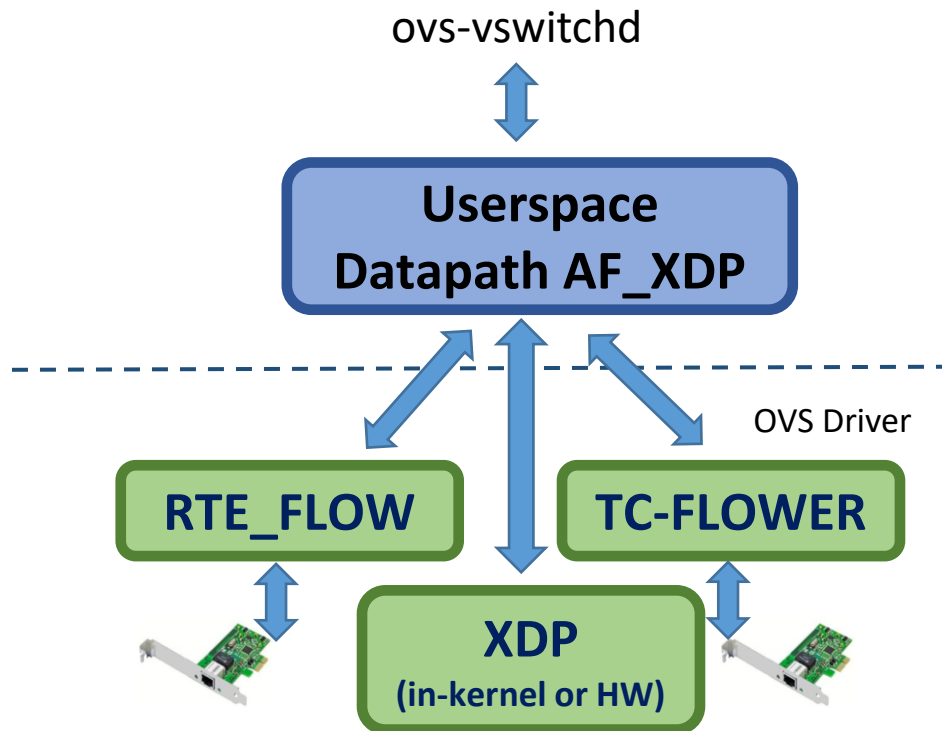 ovs-vswitchd
Userspace
Datapath AF_XDP
OVS Driver
RTE_FLOW
TC-FLOWER
XDP
(in-kernel or HW)